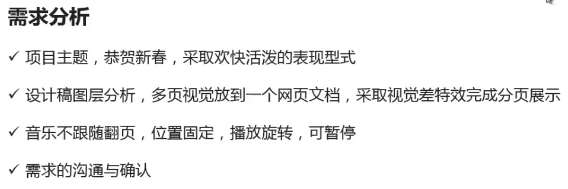 需求分析
✓ 项目主题，恭贺新春，采取欢快活泼的表现型式
✓ 设计稿图层分析，多页视觉放到一个网页文档，采取视觉差特效完成分页展示
✓ 音乐不跟随翻页，位置固定，播放旋转，可暂停
✓ 需求的沟通与确认